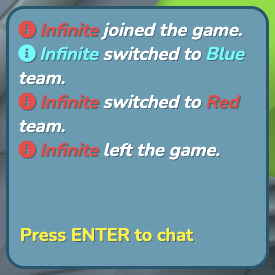 Infinite joined the game.
Infinite switched to Blue
team.
Infinite switched to Red
team.
Infinite left the game.
Press ENTER to chat